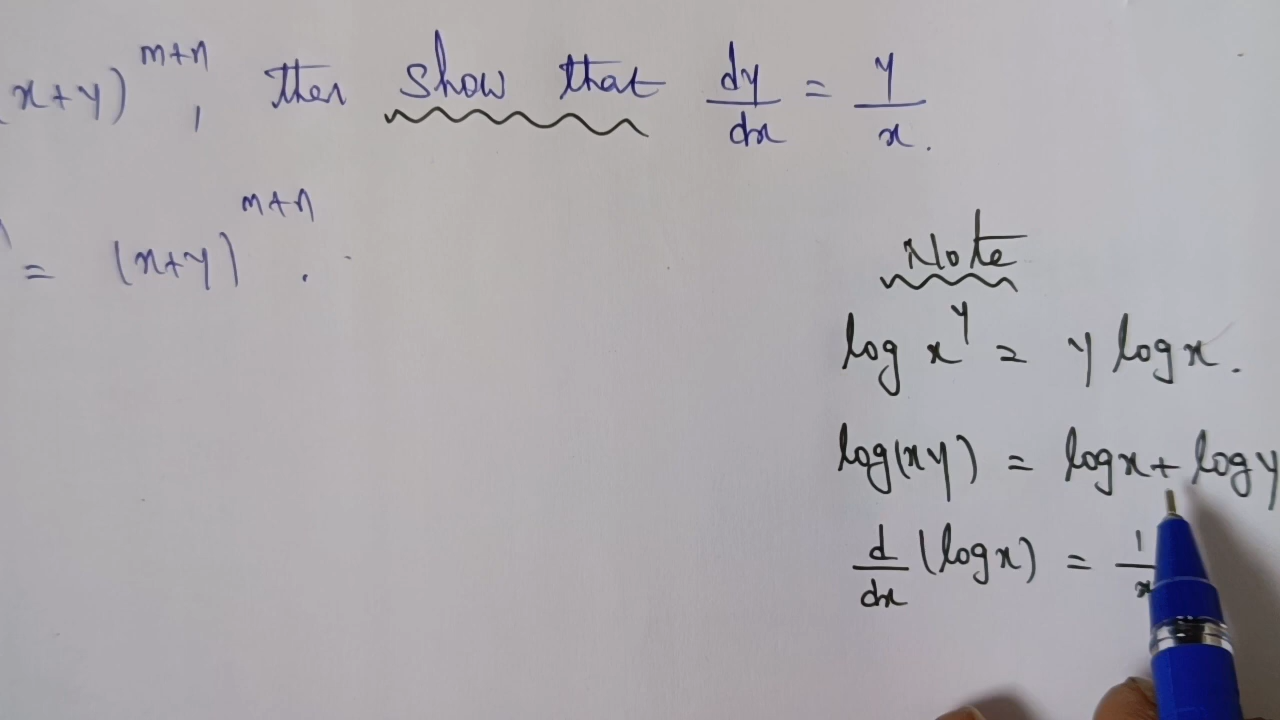 (x+y)^{m+n}, then show that dy/dx = y/x.
= (x+y)^{m+n}.
Note
log x^y = y log x.
log(xy) = log x + log y
d/dx (log x) = 1/x